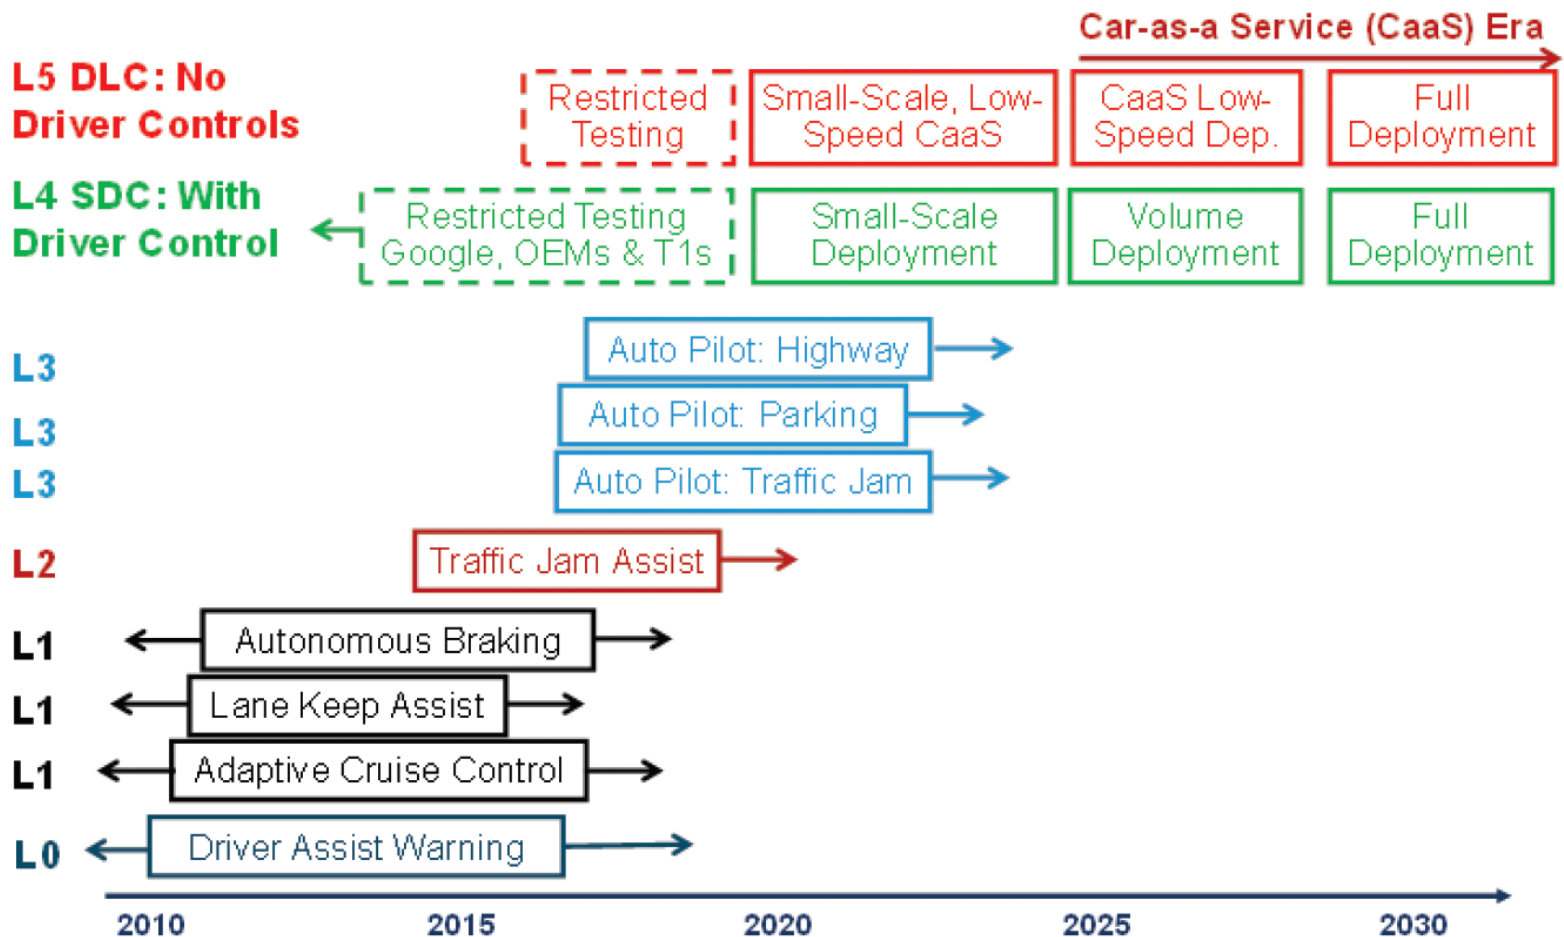 Car-as-a Service (CaaS) Era
L5 DLC: No
Driver Controls
Restricted
Testing
Small-Scale, Low-
Speed CaaS
CaaS Low-
Speed Dep.
Full
Deployment
L4 SDC: With
Driver Control
Restricted Testing
Google, OEMs & T1s
Small-Scale
Deployment
Volume
Deployment
Full
Deployment
L3
Auto Pilot: Highway
L3
Auto Pilot: Parking
L3
Auto Pilot: Traffic Jam
L2
Traffic Jam Assist
L1
Autonomous Braking
L1
Lane Keep Assist
L1
Adaptive Cruise Control
L0
Driver Assist Warning
2010
2015
2020
2025
2030